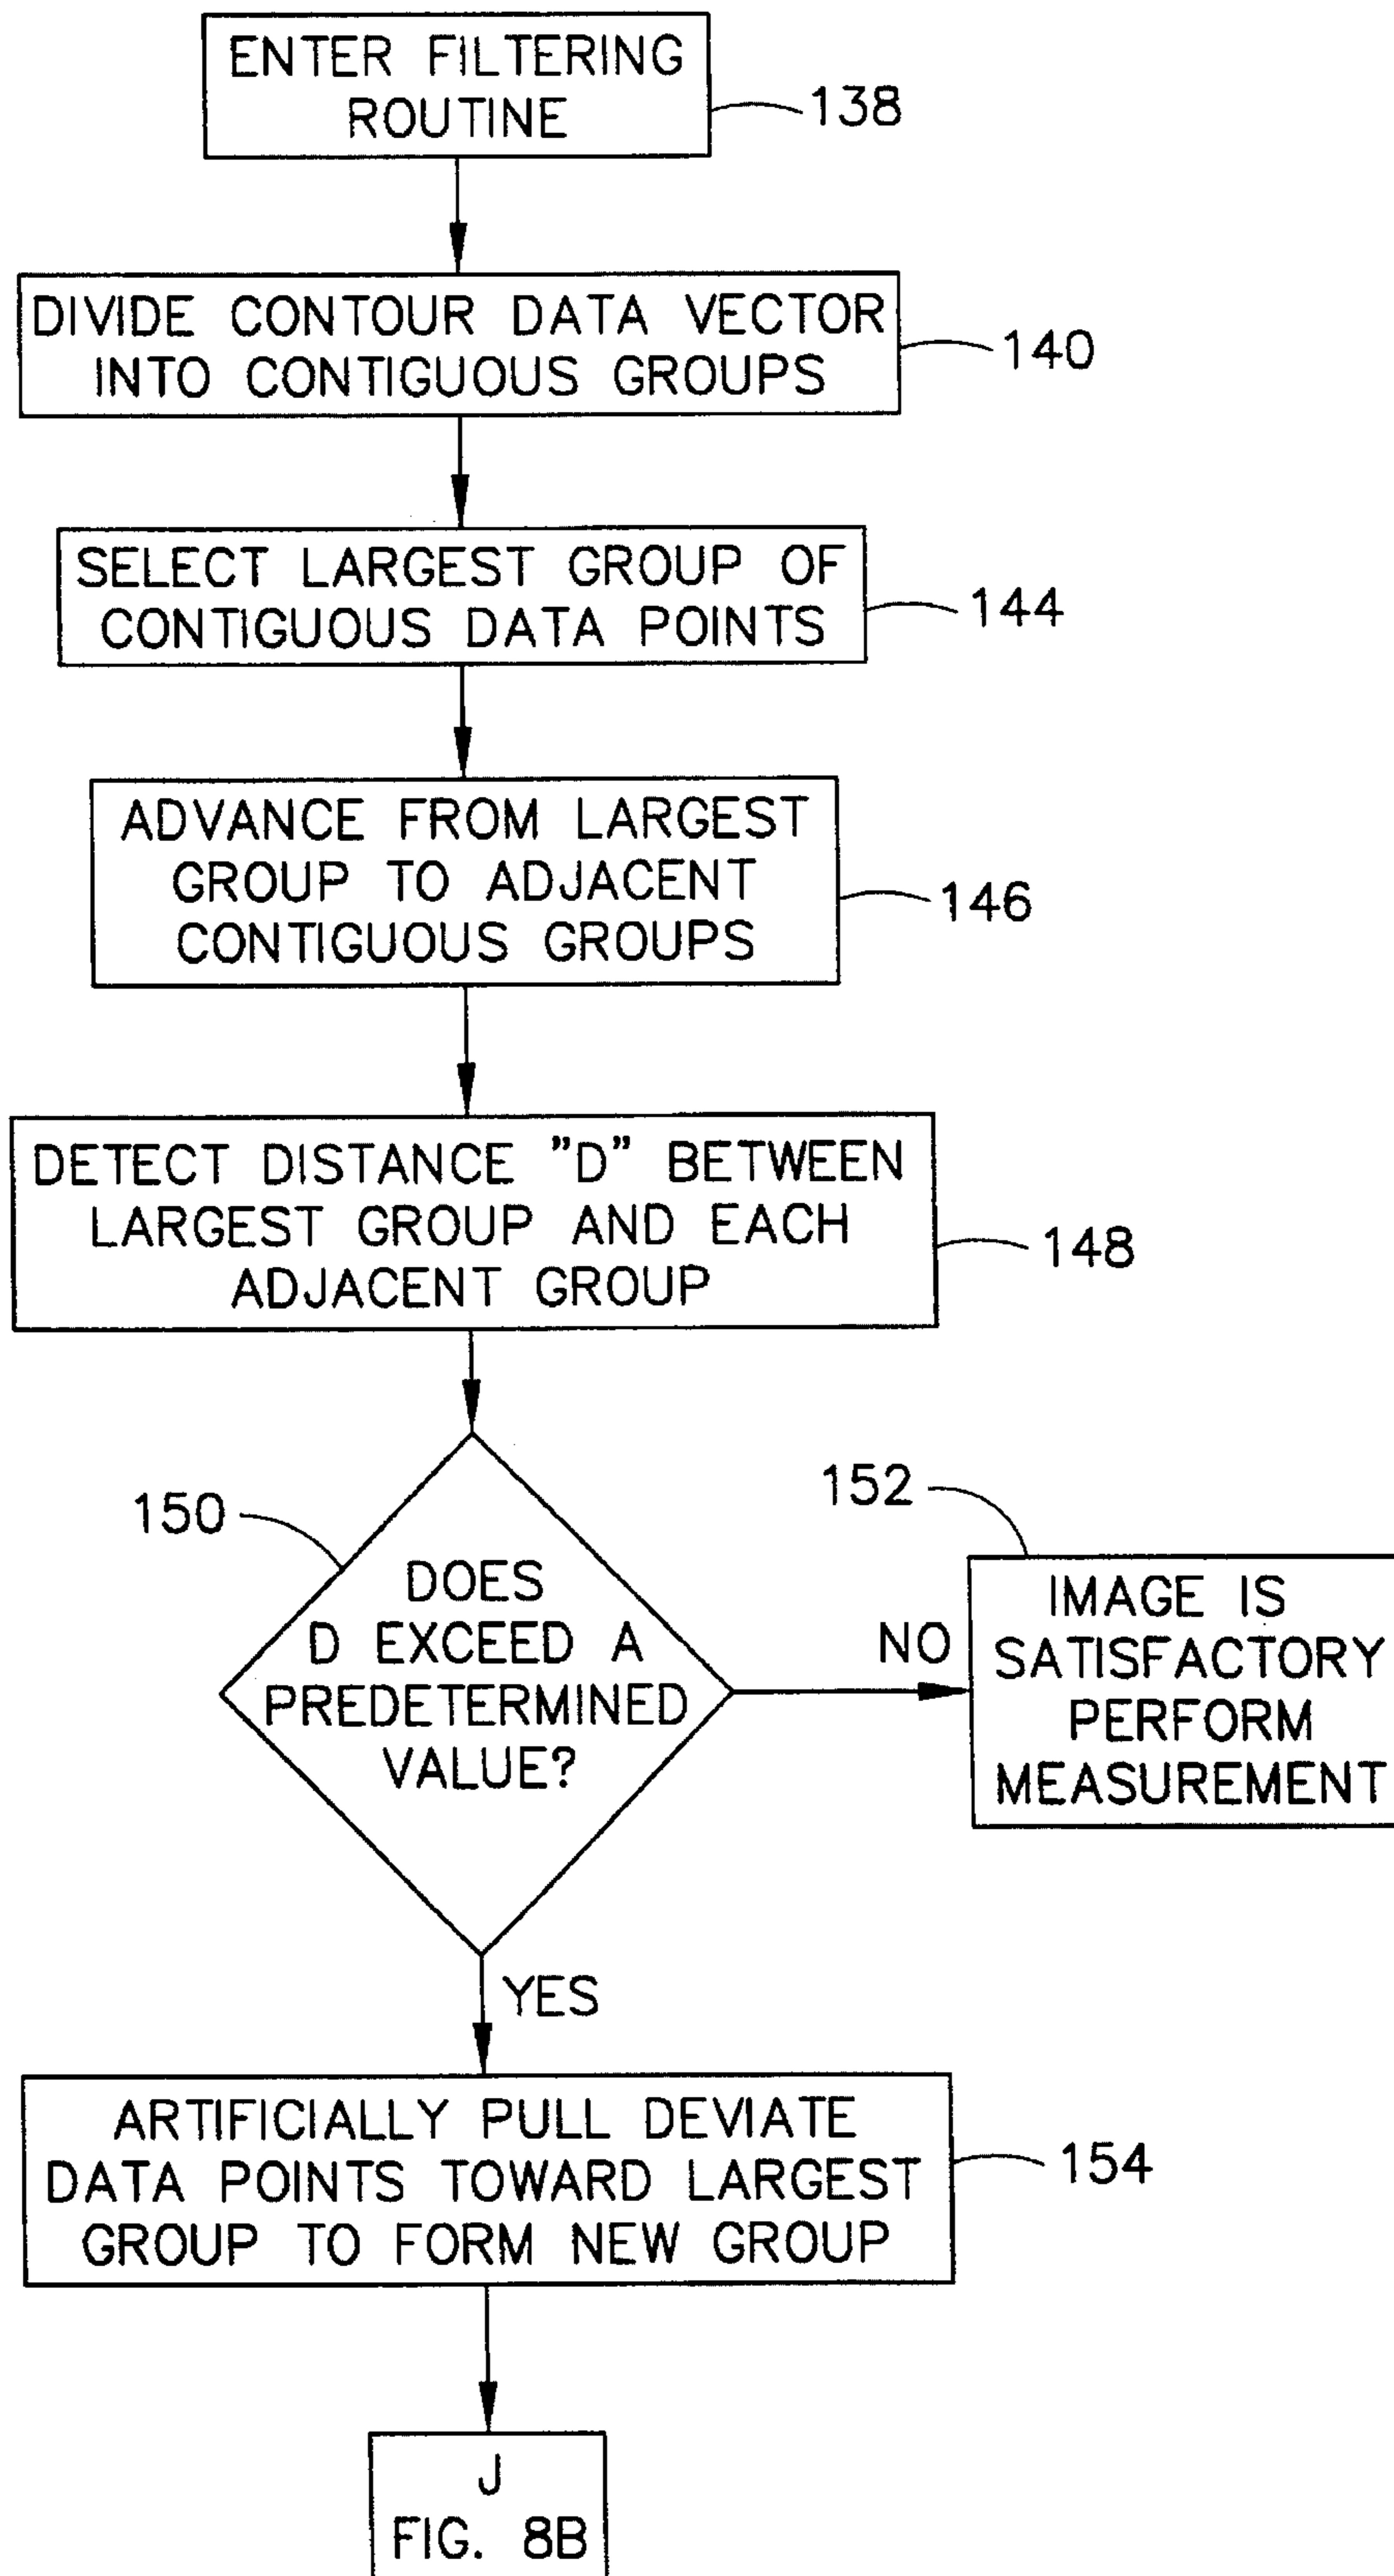 ENTER FILTERING
ROUTINE
138
DIVIDE CONTOUR DATA VECTOR
INTO CONTIGUOUS GROUPS
140
SELECT LARGEST GROUP OF
CONTIGUOUS DATA POINTS
144
ADVANCE FROM LARGEST
GROUP TO ADJACENT
CONTIGUOUS GROUPS
146
DETECT DISTANCE ”D” BETWEEN
LARGEST GROUP AND EACH
ADJACENT GROUP
148
150
DOES
D EXCEED A
PREDETERMINED
VALUE?
NO
152
IMAGE IS
SATISFACTORY
PERFORM
MEASUREMENT
YES
ARTIFICIALLY PULL DEVIATE
DATA POINTS TOWARD LARGEST
GROUP TO FORM NEW GROUP
154
J
FIG. 8B